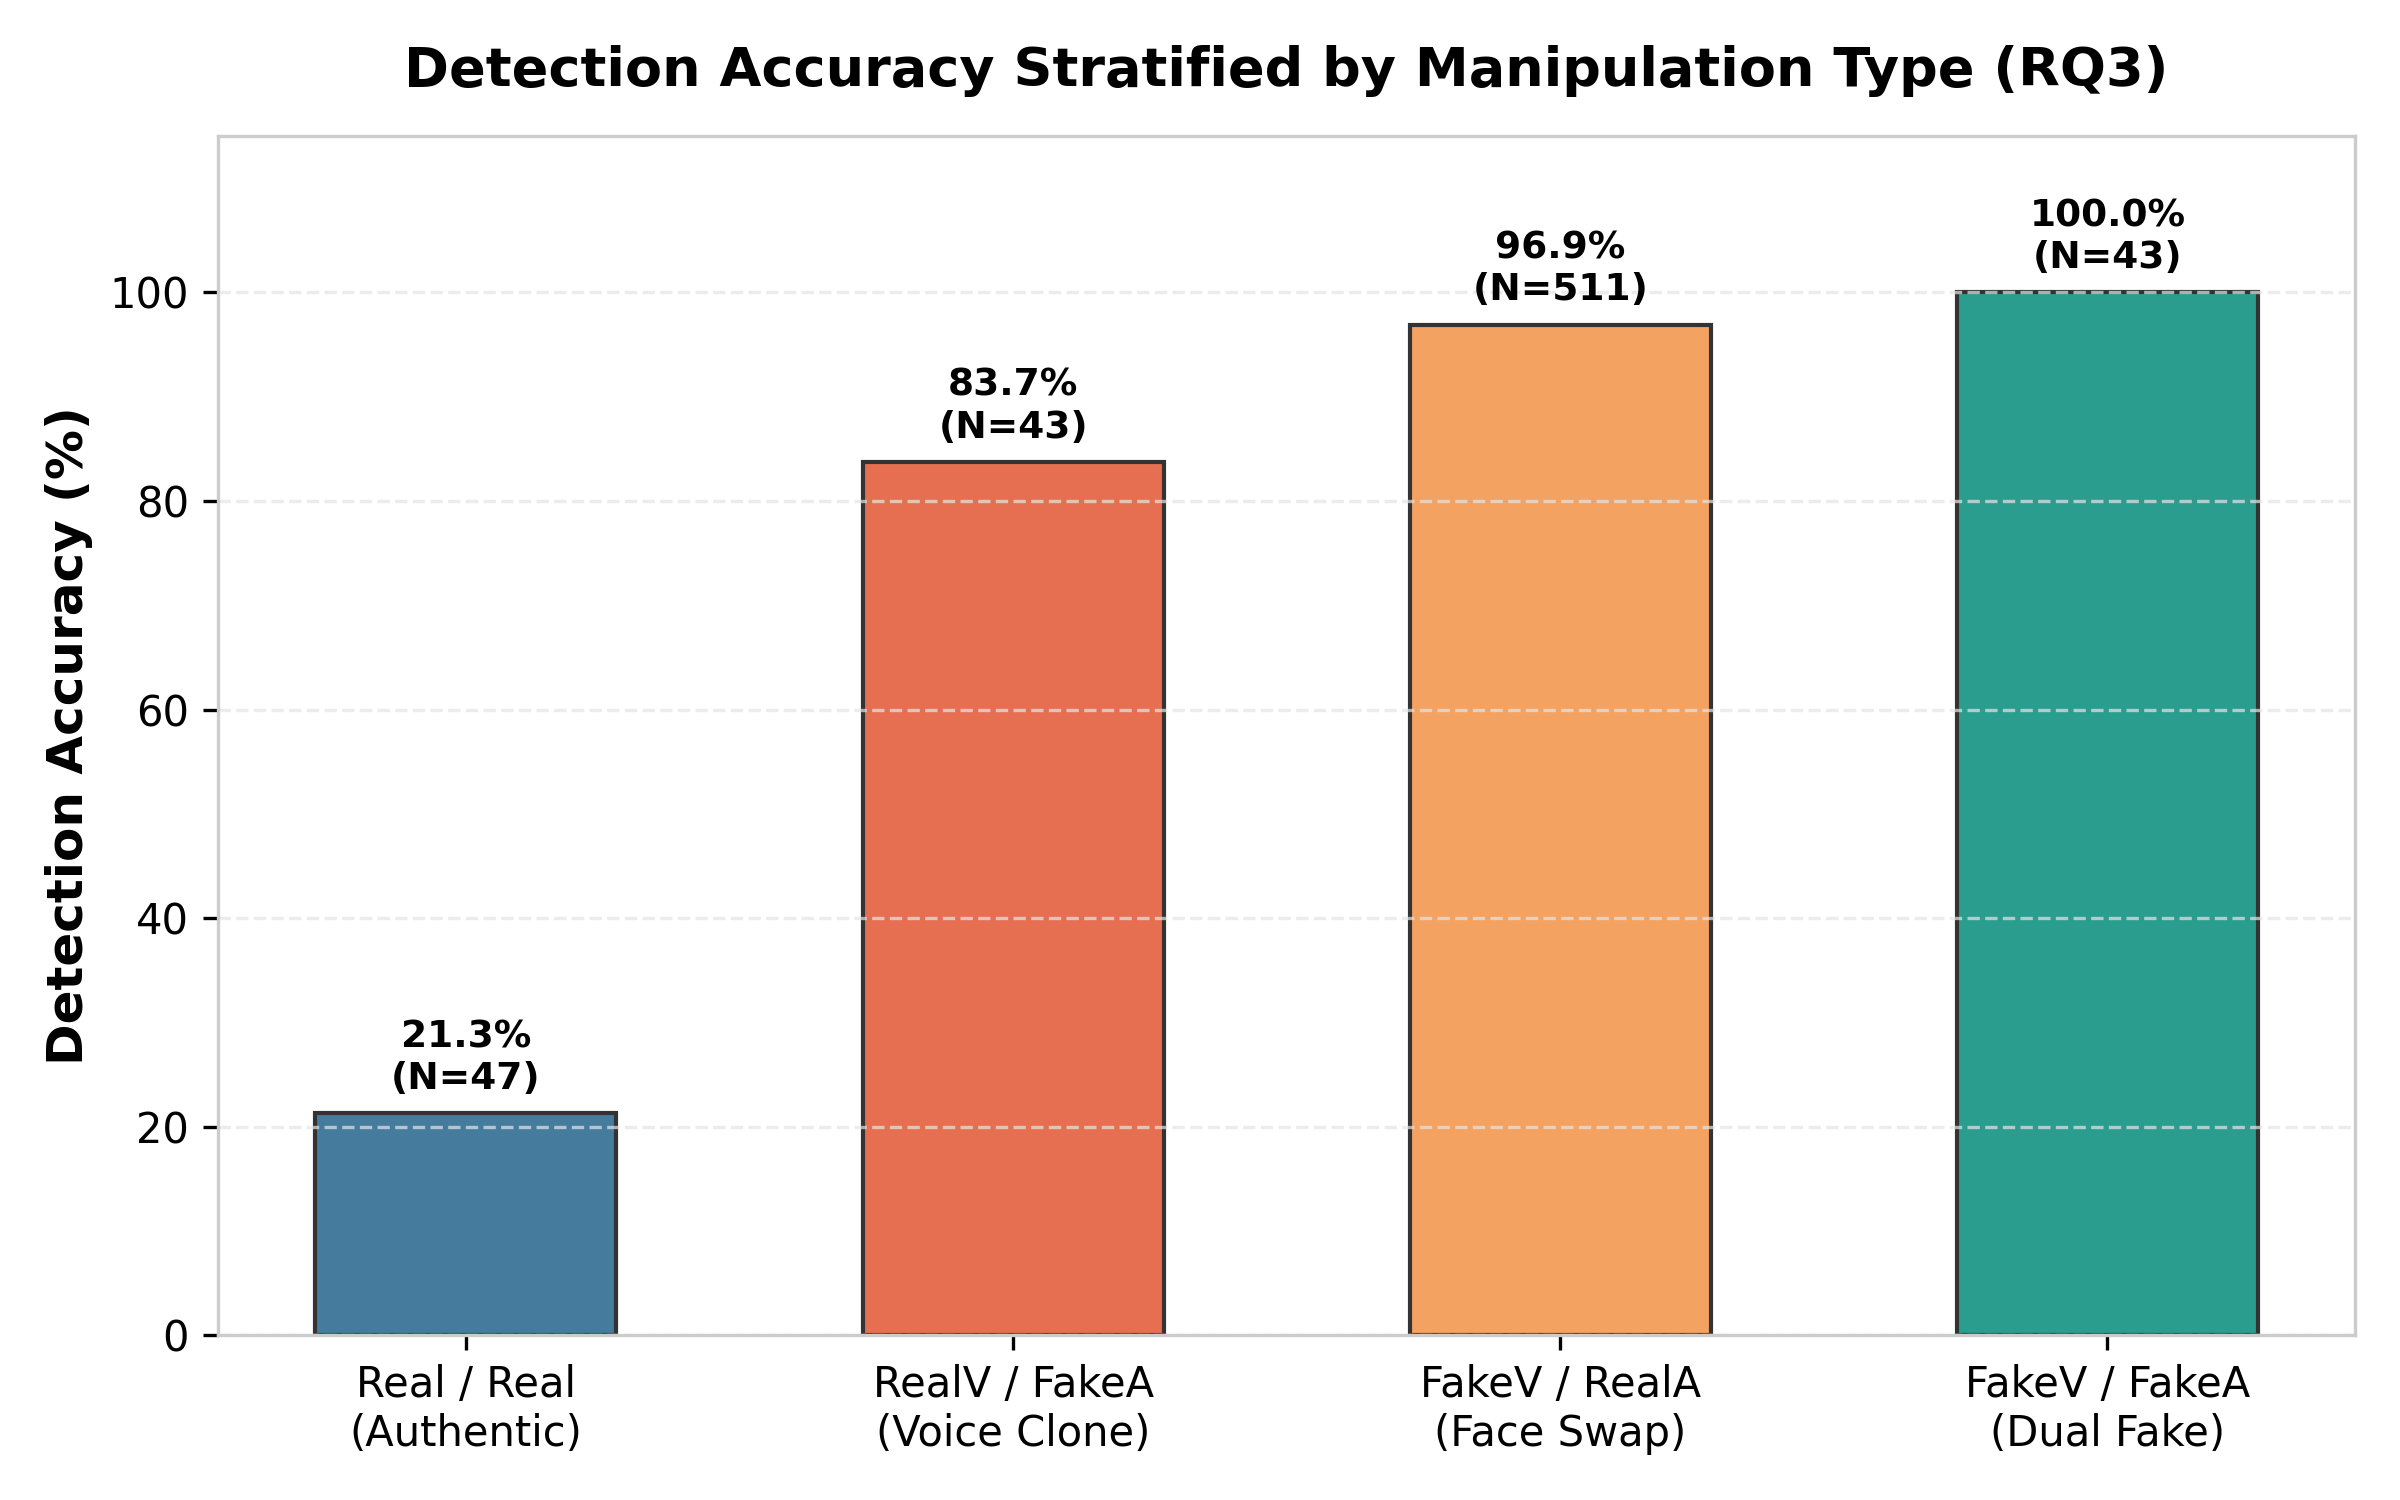 Detection Accuracy Stratified by Manipulation Type (RQ3)
Detection Accuracy (%)
100
80
60
40
20
0
21.3%
(N=47)
83.7%
(N=43)
96.9%
(N=511)
100.0%
(N=43)
Real / Real
(Authentic)
RealV / FakeA
(Voice Clone)
FakeV / RealA
(Face Swap)
FakeV / FakeA
(Dual Fake)